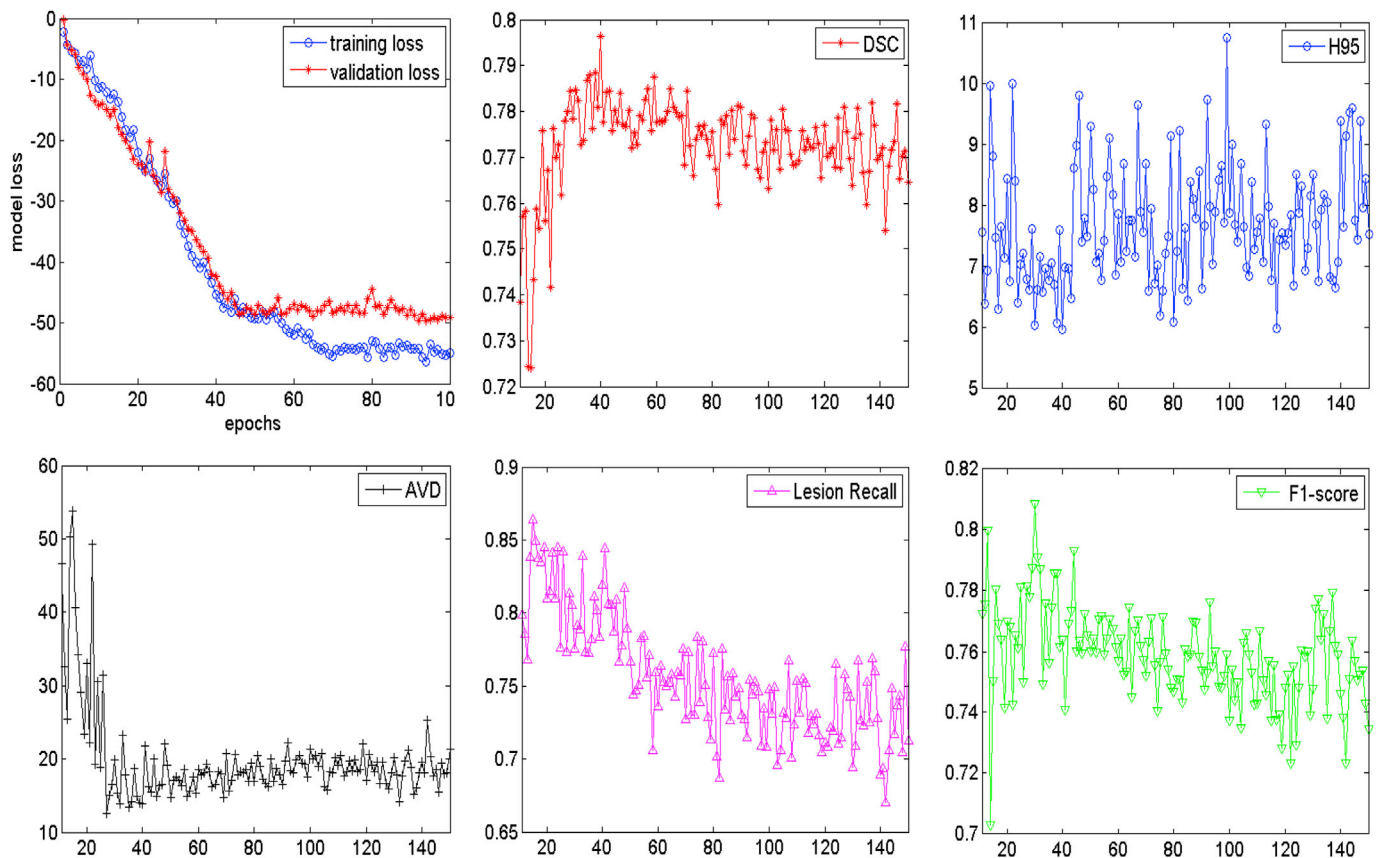 0
-10
-20
-30
-40
-50
-60
model loss
0 20 40 60 80 10
epochs
training loss
validation loss
0.8
0.79
0.78
0.77
0.76
0.75
0.74
0.73
0.72
20 40 60 80 100 120 140
DSC
11
10
9
8
7
6
5
20 40 60 80 100 120 140
H95
60
50
40
30
20
10
20 40 60 80 100 120 140
AVD
0.9
0.85
0.8
0.75
0.7
0.65
20 40 60 80 100 120 140
Lesion Recall
0.82
0.8
0.78
0.76
0.74
0.72
0.7
20 40 60 80 100 120 140
F1-score